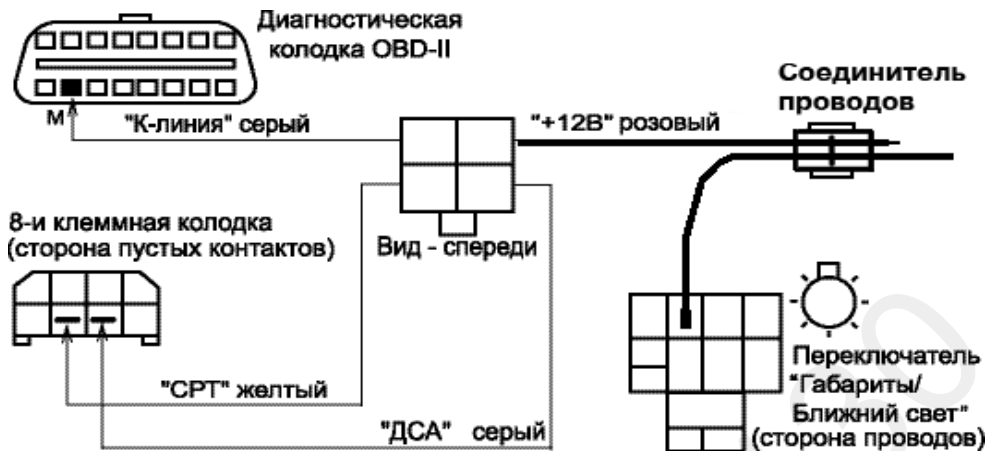 Диагностическая
колодка OBD-II
М
"К-линия" серый
"+12В" розовый
Соединитель
проводов
8-и клеммная колодка
(сторона пустых контактов)
Вид - спереди
"СРТ" желтый
"ДСА" серый
Переключатель
"Габариты/
Ближний свет"
(сторона проводов)